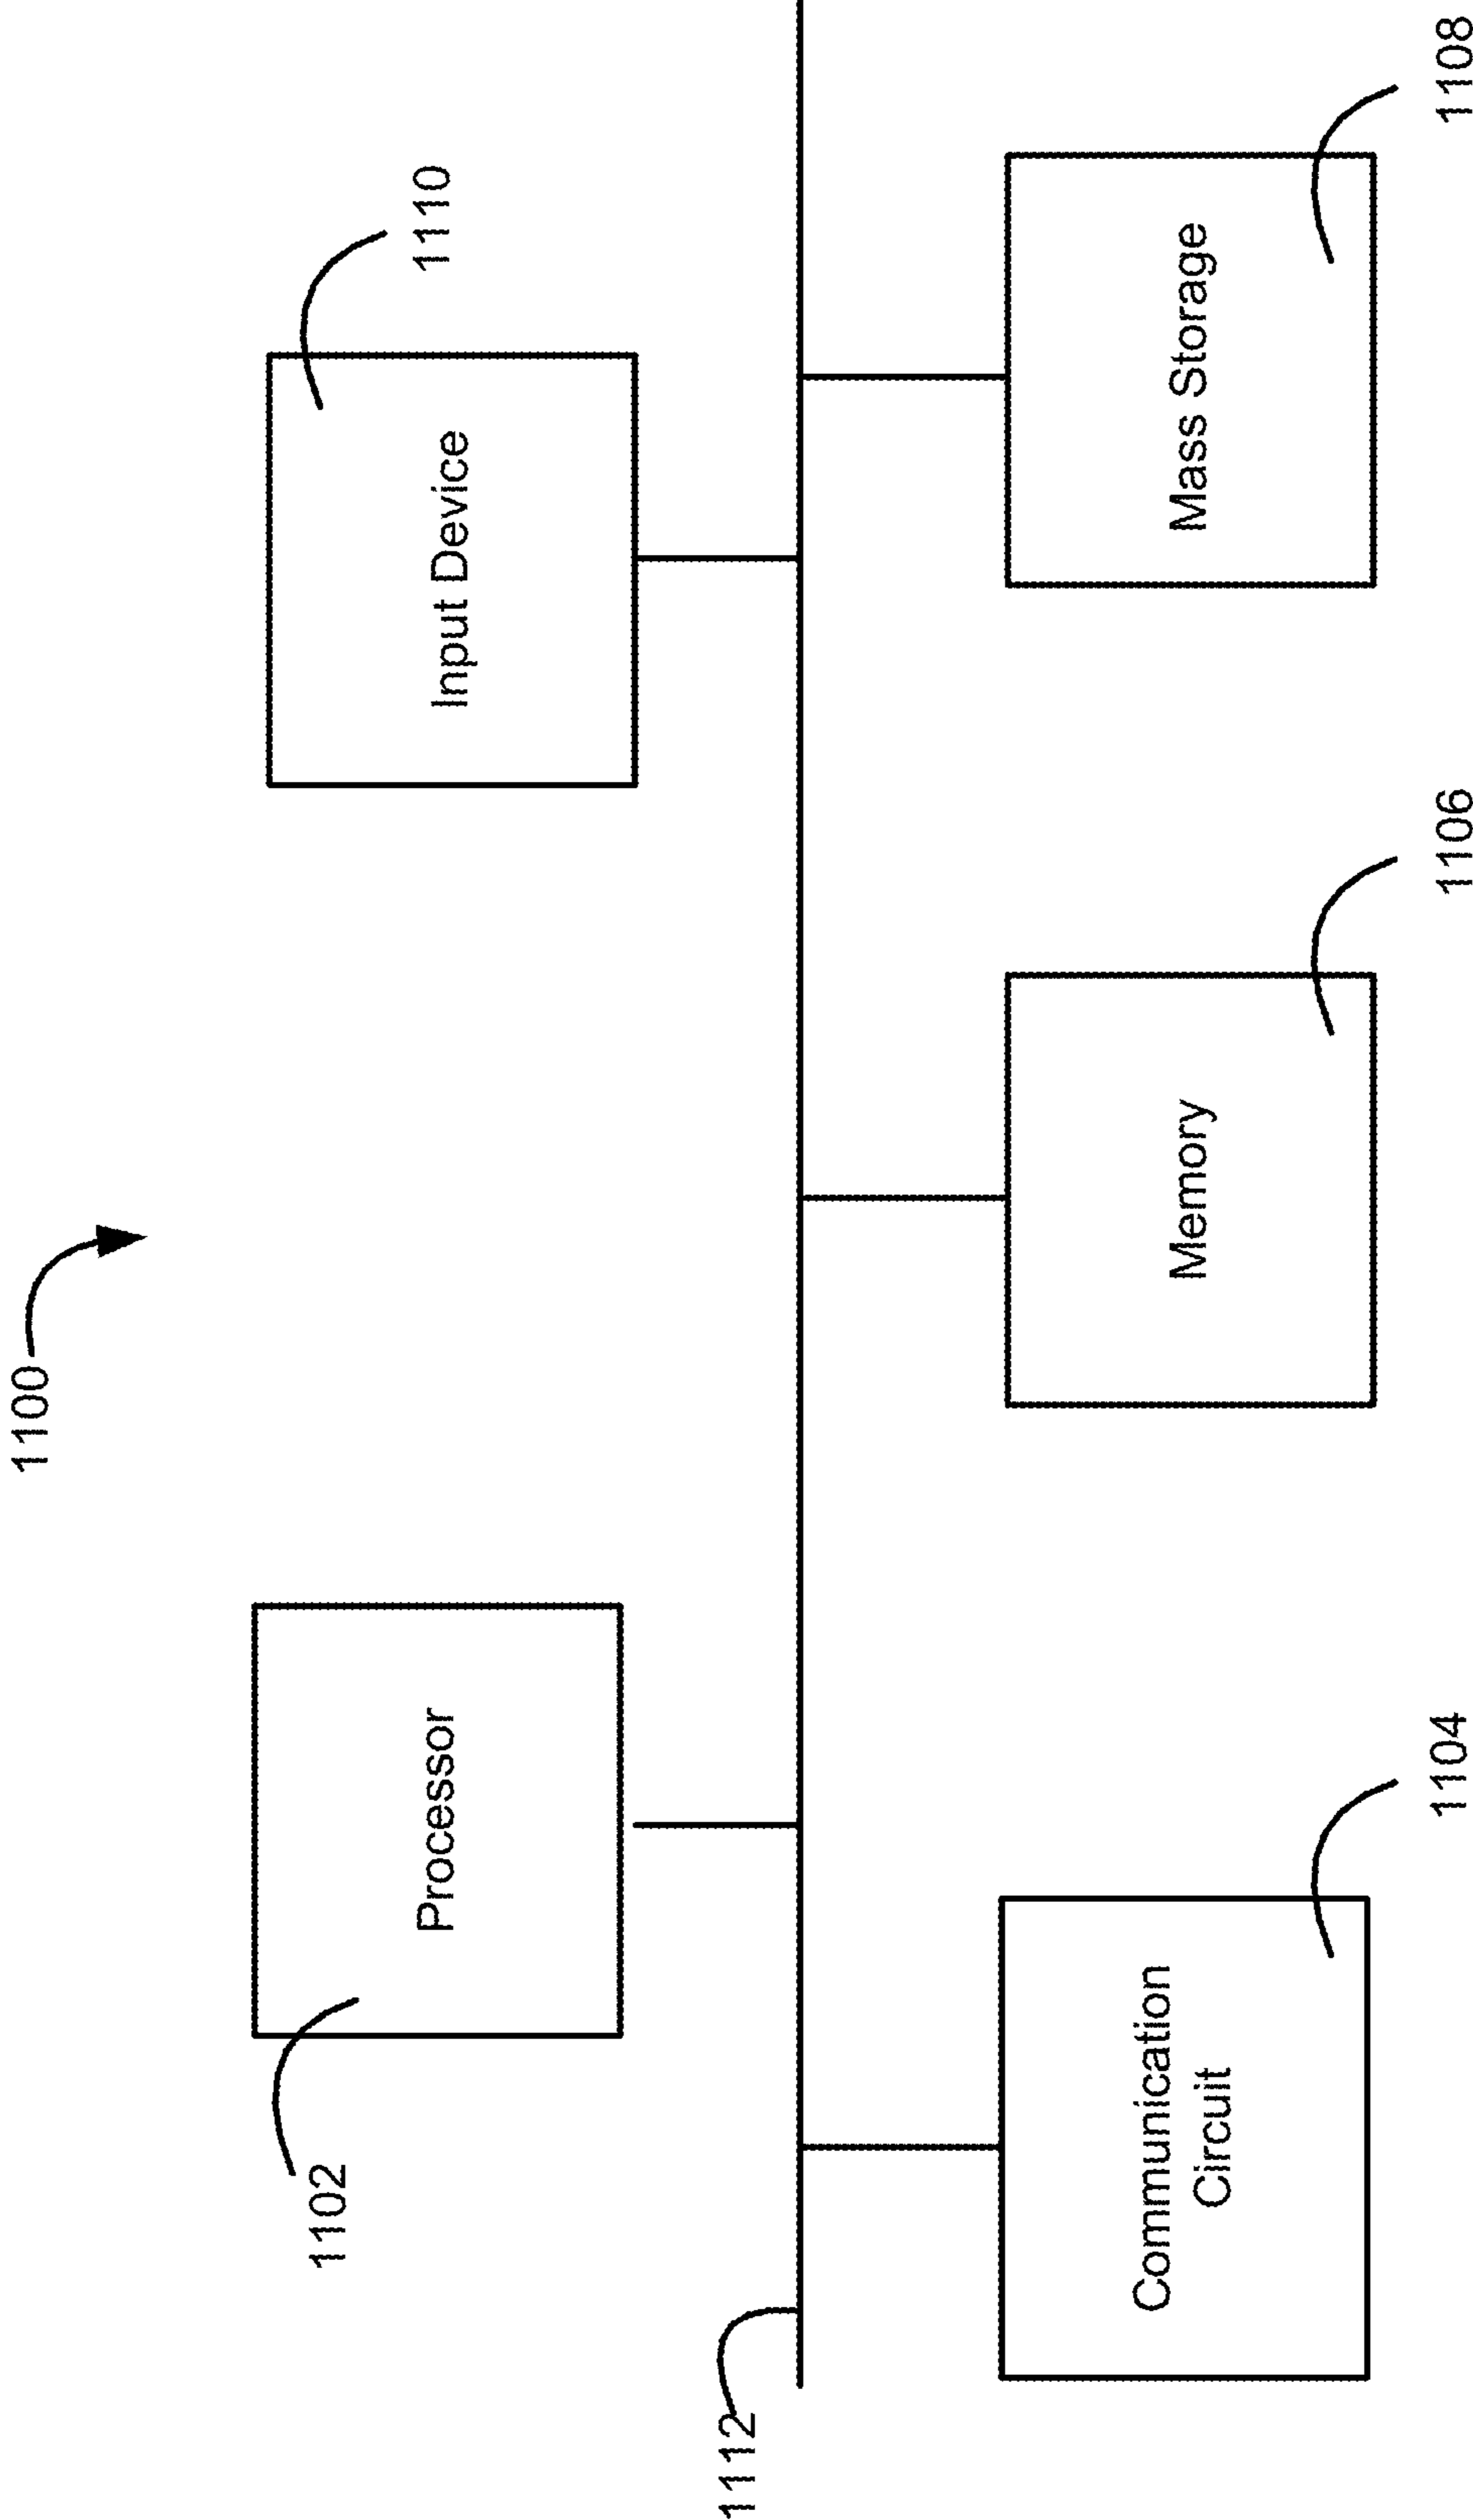 1100
1102
Processor
Input Device
1110
1112
Communication
Circuit
1104
Memory
1106
Mass Storage
1108